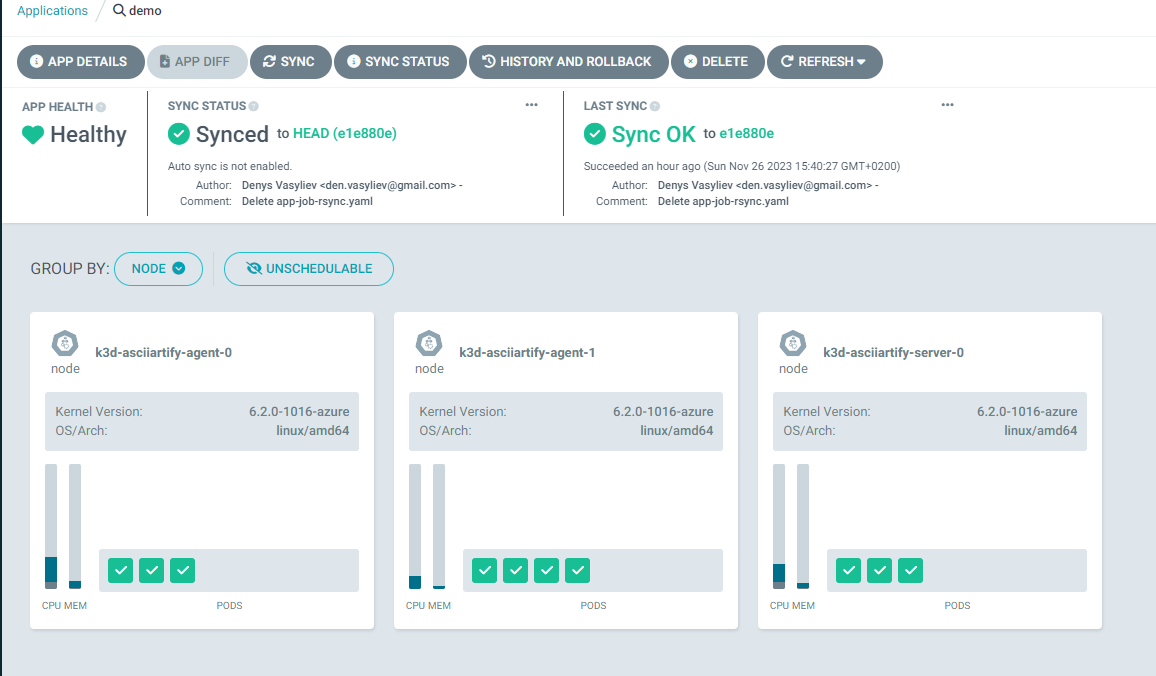 Applications demo
APP DETAILS APP DIFF SYNC SYNC STATUS HISTORY AND ROLLBACK DELETE REFRESH
APP HEALTH
Healthy
SYNC STATUS
Synced to HEAD (e1e880e)
Auto sync is not enabled.
Author: Denys Vasyliev <den.vasyliev@gmail.com> -
Comment: Delete app-job-rsync.yaml
LAST SYNC
Sync OK to e1e880e
Succeeded an hour ago (Sun Nov 26 2023 15:40:27 GMT+0200)
Author: Denys Vasyliev <den.vasyliev@gmail.com> -
Comment: Delete app-job-rsync.yaml
GROUP BY: NODE UNSCHEDULABLE
k3d-asciiartify-agent-0
node
Kernel Version: 6.2.0-1016-azure
OS/Arch: linux/amd64
CPU MEM PODS
k3d-asciiartify-agent-1
node
Kernel Version: 6.2.0-1016-azure
OS/Arch: linux/amd64
CPU MEM PODS
k3d-asciiartify-server-0
node
Kernel Version: 6.2.0-1016-azure
OS/Arch: linux/amd64
CPU MEM PODS